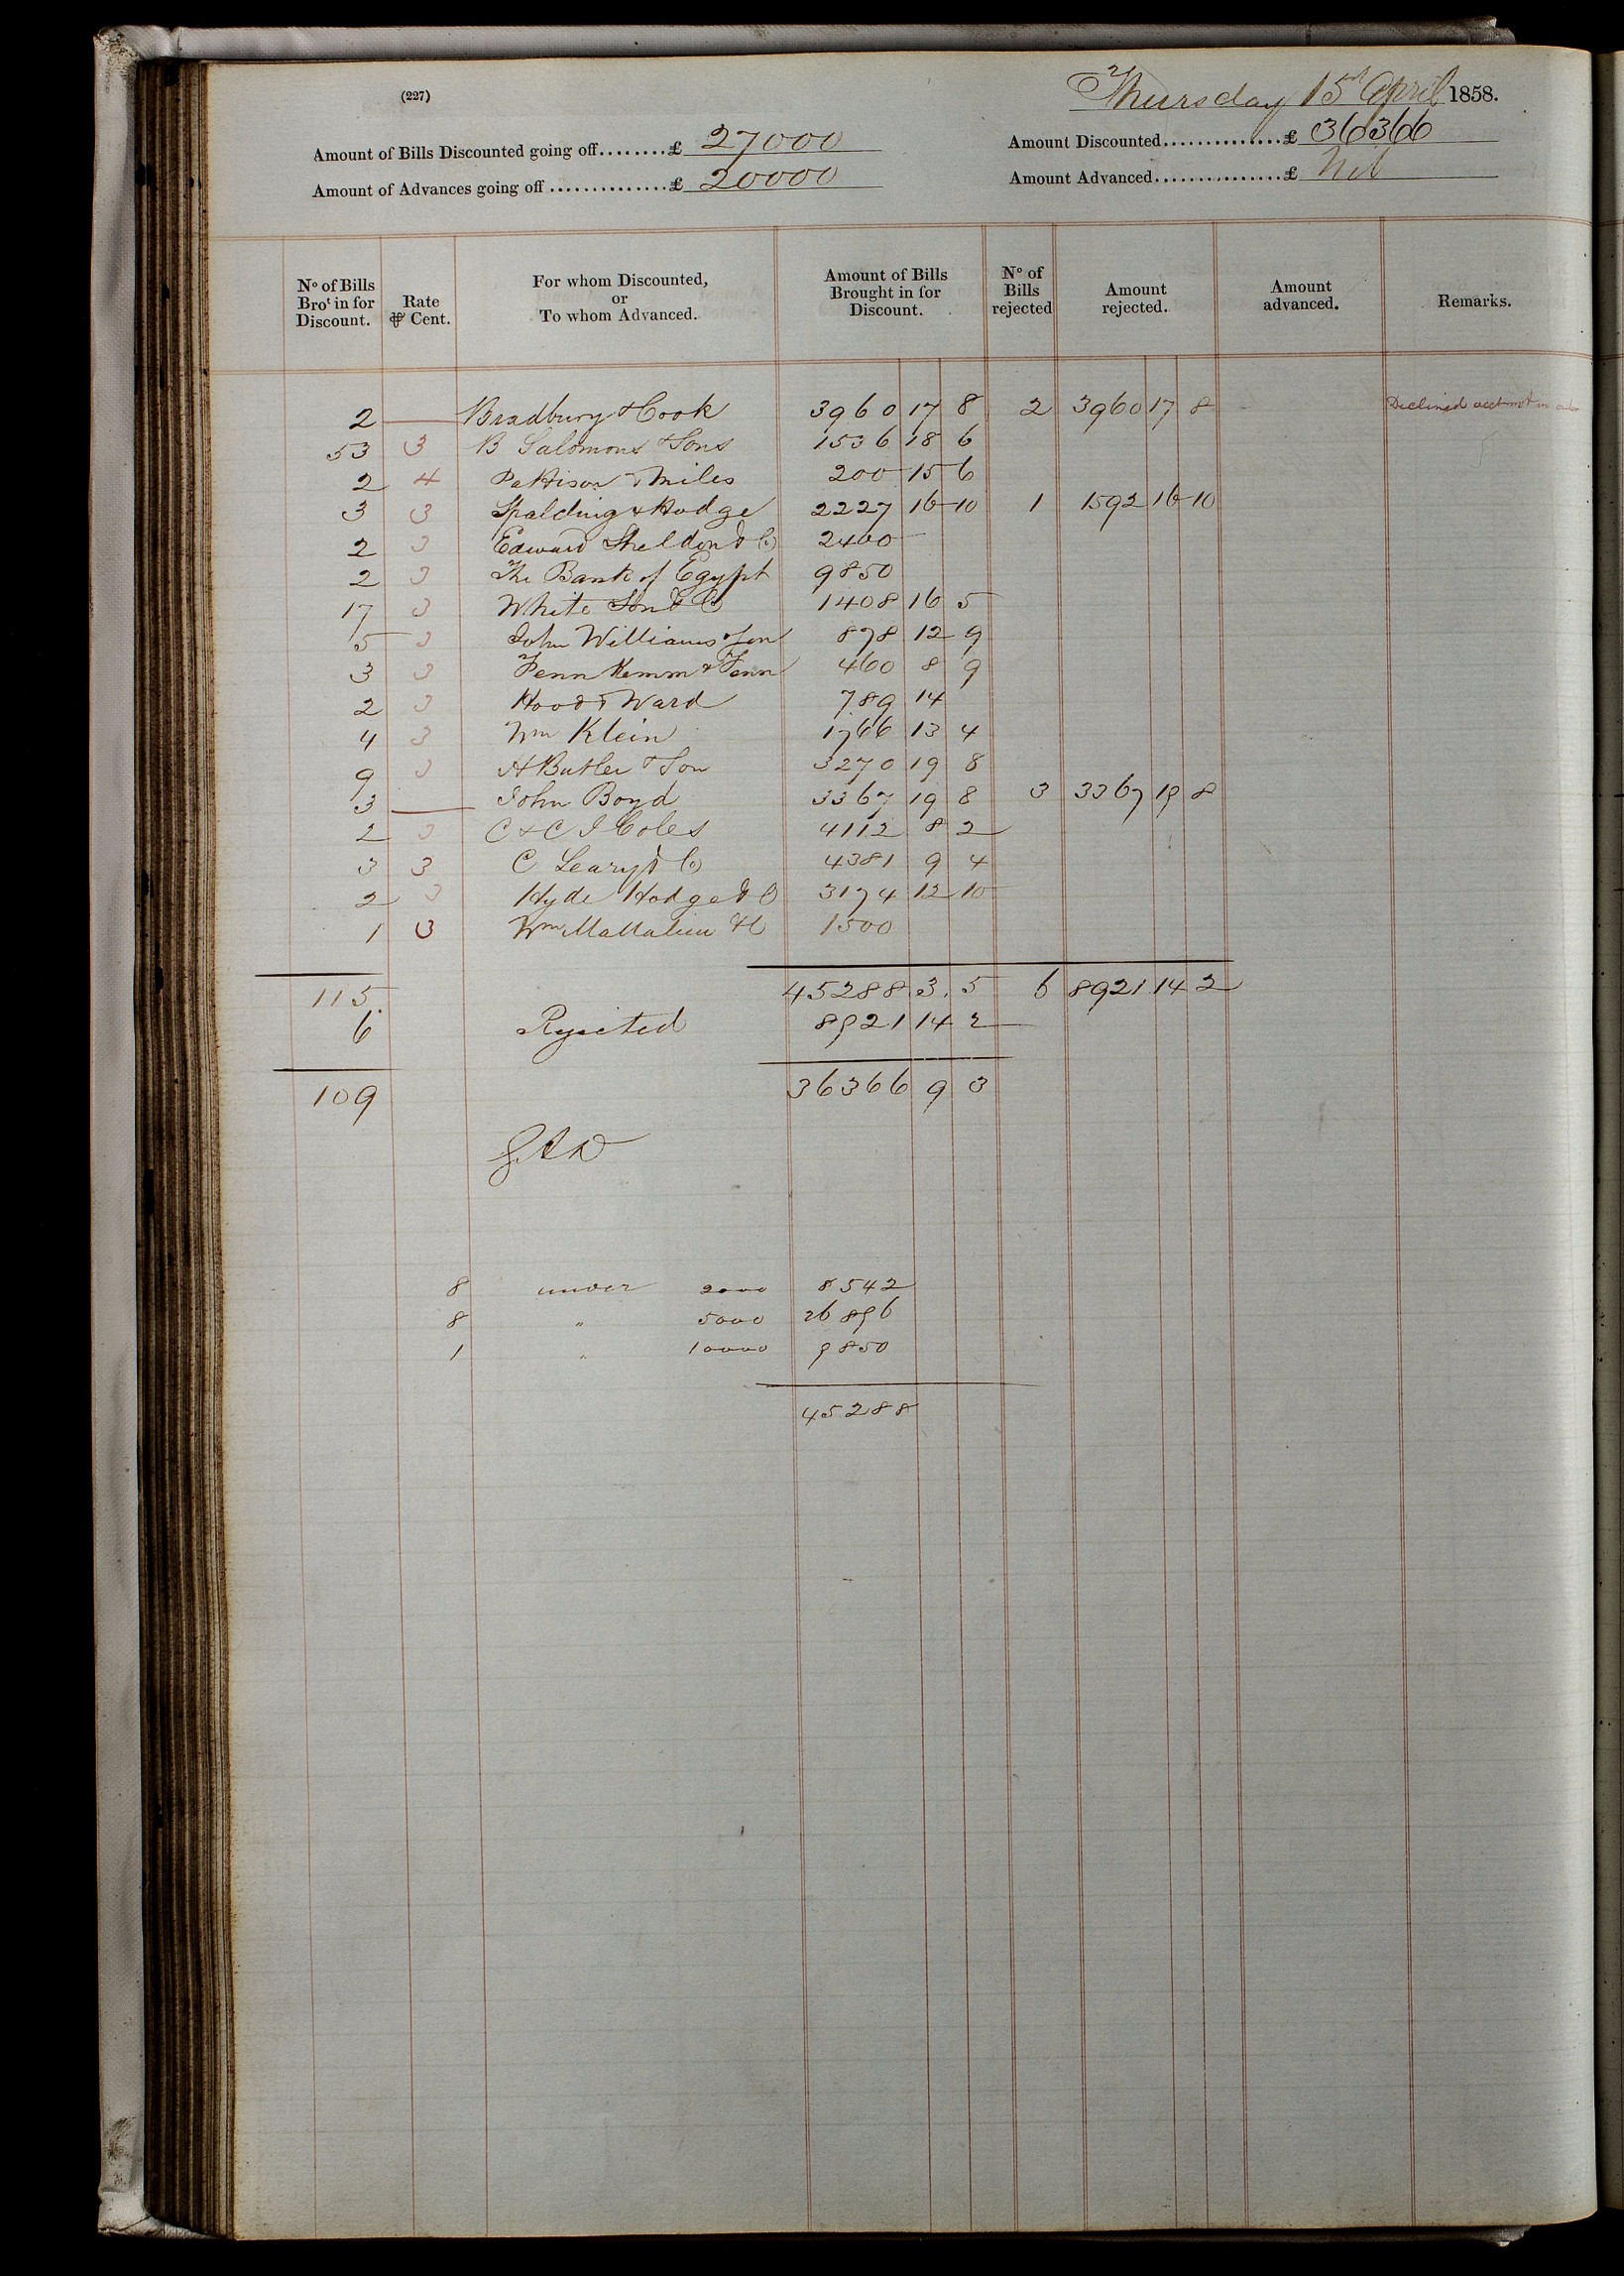 (227)
Thursday 15th April 1858.
Amount of Bills Discounted going off........£ 27000
Amount Discounted..............£ 36366
Amount of Advances going off ..............£ 20000
Amount Advanced...............£ Nil
No of Bills Brot in for Discount. Rate ₱ Cent. For whom Discounted, or To whom Advanced. Amount of Bills Brought in for Discount. No of Bills rejected Amount rejected. Amount advanced. Remarks.
2 — Bradbury & Cook 3960 17 8 2 3960 17 8 Declined
53 3 B Salomons & Sons 1536 18 6
2 4 Pattison & Miles 200 15 6
3 3 Spalding & Hodge 2227 16 10 1 1592 16 10
2 3 Edward Sheldon & Co 2400
2 3 The Bank of Egypt 9850
17 3 White Son & Co 1408 16 5
5 3 John Williams & Son 878 12 9
3 3 Fenn Kemm & Fenn 460 8 9
2 3 Hood & Ward 789 14
4 3 Wm Klein 1766 13 4
9 3 H Butler & Son 3270 19 8
3 — John Boyd 3367 19 8 3 3367 19 8
2 3 C & C J Coles 4112 8 2
3 3 C Leary & Co 4381 9 4
2 3 Hyde Hodge & Co 3174 12 10
1 3 Wm Mallalieu & Co 1500
115 45288 3 5 6 8921 14 2
6 Rejected 8921 14 2
109 36366 9 3
8 under 2000 8542
8 " 5000 26896
1 " 10000 9850
45288